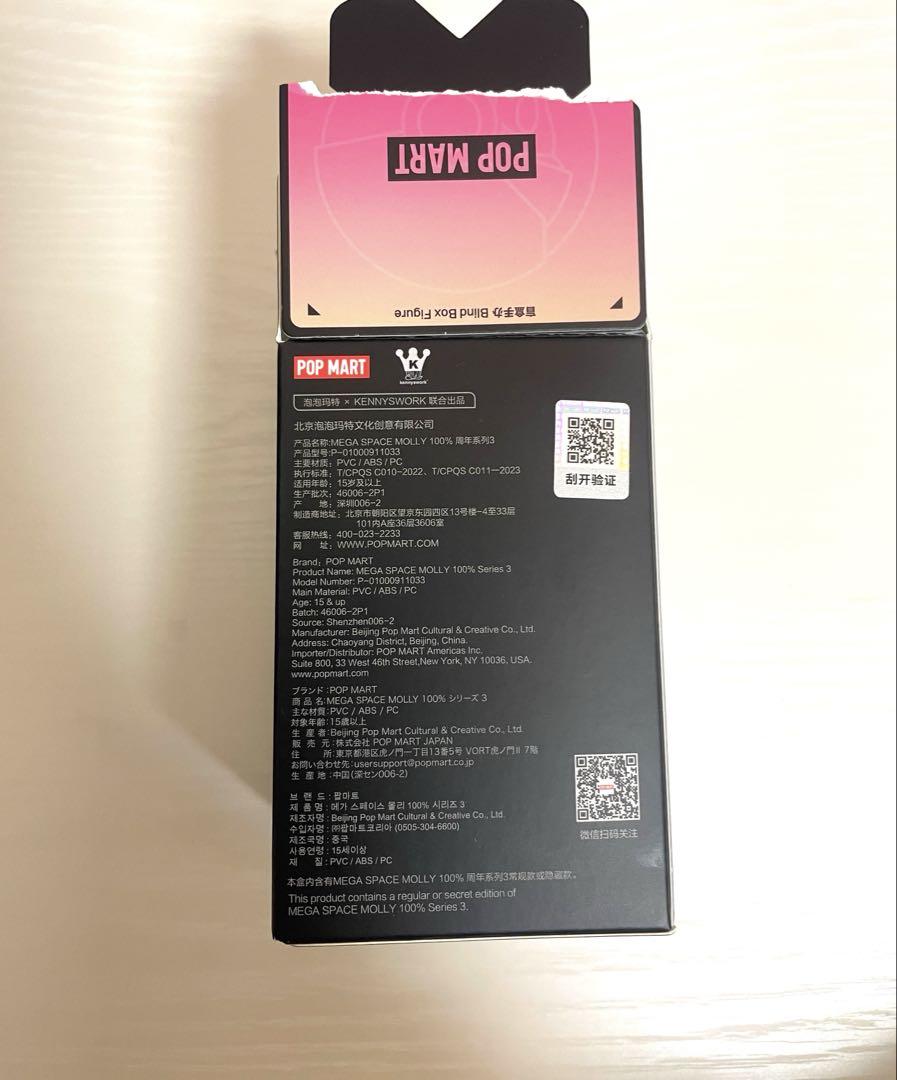 POP MART
盲盒手办 Blind Box Figure
POP MART
K
kennyswork
泡泡玛特 × KENNYSWORK 联合出品
北京泡泡玛特文化创意有限公司
产品名称:MEGA SPACE MOLLY 100% 周年系列3
产品型号:P-01000911033
主要材质: PVC / ABS / PC
执行标准: T/CPQS C010-2022、T/CPQS C011-2023
适用年龄: 15岁及以上
生产批次: 46006-2P1
产 地: 深圳006-2
制造商地址: 北京市朝阳区望京东园四区13号楼-4至33层
101内A座36层3606室
客服热线: 400-023-2233
网 址: WWW.POPMART.COM
刮开验证
Brand: POP MART
Product Name: MEGA SPACE MOLLY 100% Series 3
Model Number: P-01000911033
Main Material: PVC / ABS / PC
Age: 15 & up
Batch: 46006-2P1
Source: Shenzhen006-2
Manufacturer: Beijing Pop Mart Cultural & Creative Co., Ltd.
Address: Chaoyang District, Beijing, China.
Importer/Distributor: POP MART Americas Inc.
Suite 800, 33 West 46th Street,New York, NY 10036, USA.
www.popmart.com
ブランド:POP MART
商 品 名:MEGA SPACE MOLLY 100% シリーズ 3
主な材質:PVC / ABS / PC
対象年齢:15歳以上
生 産 者:Beijing Pop Mart Cultural & Creative Co., Ltd.
販 売 元:株式会社 POP MART JAPAN
住 所:東京都港区虎ノ門一丁目13番5号 VORT虎ノ門Ⅱ 7階
お問い合わせ先:usersupport@popmart.co.jp
生 産 地:中国(深セン006-2)
브 랜 드 : 팝마트
제 품 명 : 메가 스페이스 몰리 100% 시리즈 3
제조자명 : Beijing Pop Mart Cultural & Creative Co., Ltd.
수입자명 : ㈜팝마트코리아 (0505-304-6600)
제조국명 : 중국
사용연령 : 15세이상
재 질 : PVC / ABS / PC
微信扫码关注
本盒内含有MEGA SPACE MOLLY 100% 周年系列3常规款或隐藏款。
This product contains a regular or secret edition of
MEGA SPACE MOLLY 100% Series 3.